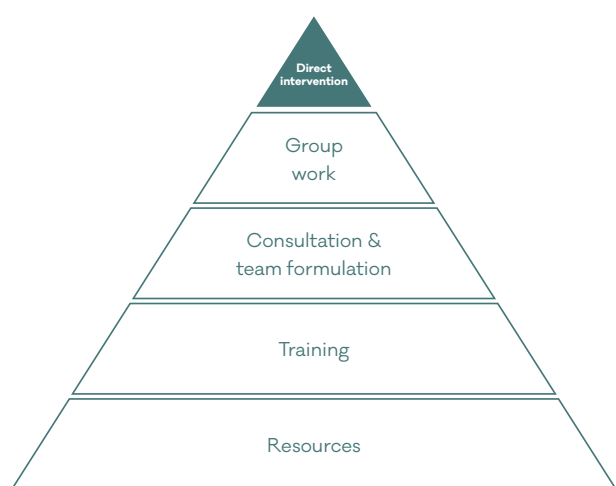 Direct
intervention
Group
work
Consultation &
team formulation
Training
Resources